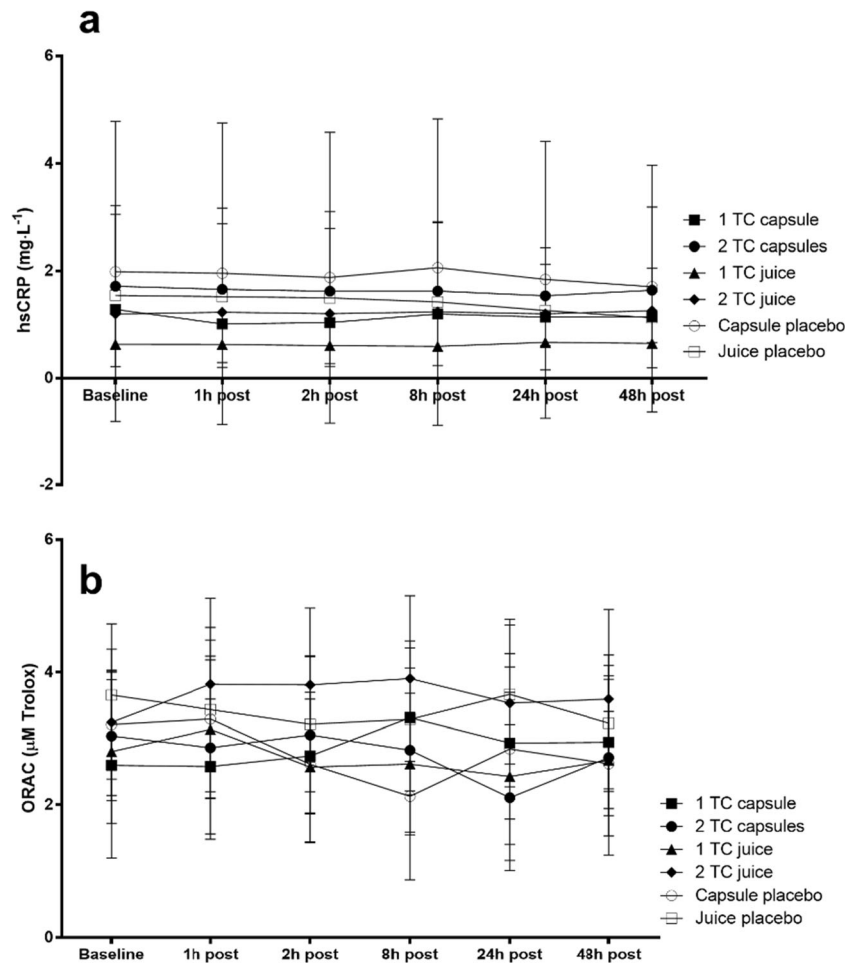 a
6
4
2
0
-2
hsCRP (mg·L⁻¹)
Baseline 1h post 2h post 8h post 24h post 48h post
1 TC capsule
2 TC capsules
1 TC juice
2 TC juice
Capsule placebo
Juice placebo
b
6
4
2
0
ORAC (µM Trolox)
Baseline 1h post 2h post 8h post 24h post 48h post
1 TC capsule
2 TC capsules
1 TC juice
2 TC juice
Capsule placebo
Juice placebo